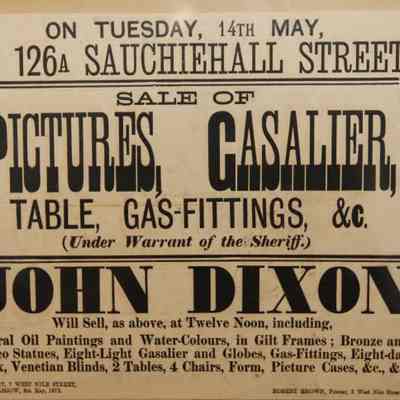 ON TUESDAY, 14TH MAY,
126A SAUCHIEHALL STREET
SALE OF
PICTURES, GASALIER,
TABLE, GAS-FITTINGS, &c.
(Under Warrant of the Sheriff.)
JOHN DIXON
Will Sell, as above, at Twelve Noon, including,
ral Oil Paintings and Water-Colours, in Gilt Frames; Bronze an
co Statues, Eight-Light Gasalier and Globes, Gas-Fittings, Eight-da
k, Venetian Blinds, 2 Tables, 4 Chairs, Form, Picture Cases, &c., &
7 WEST NILE STREET,
ROBERT BROWN, Printer, 3 West Nile